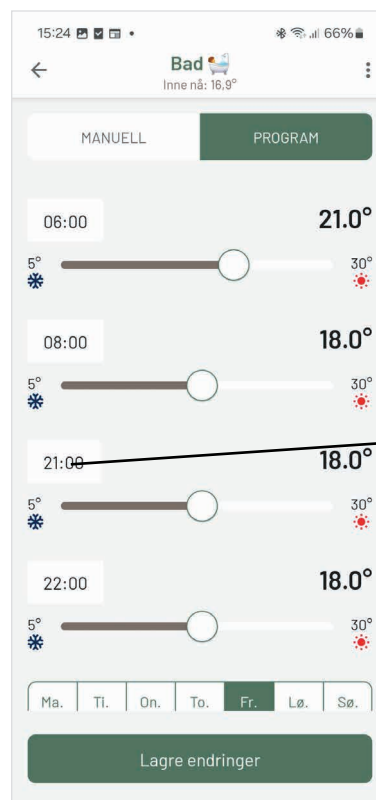 15:24 66%
Bad
Inne nå: 16,9°
MANUELL PROGRAM
06:00 21.0°
5° 30°
08:00 18.0°
5° 30°
21:00 18.0°
5° 30°
22:00 18.0°
5° 30°
Ma. Ti. On. To. Fr. Lø. Sø.
Lagre endringer